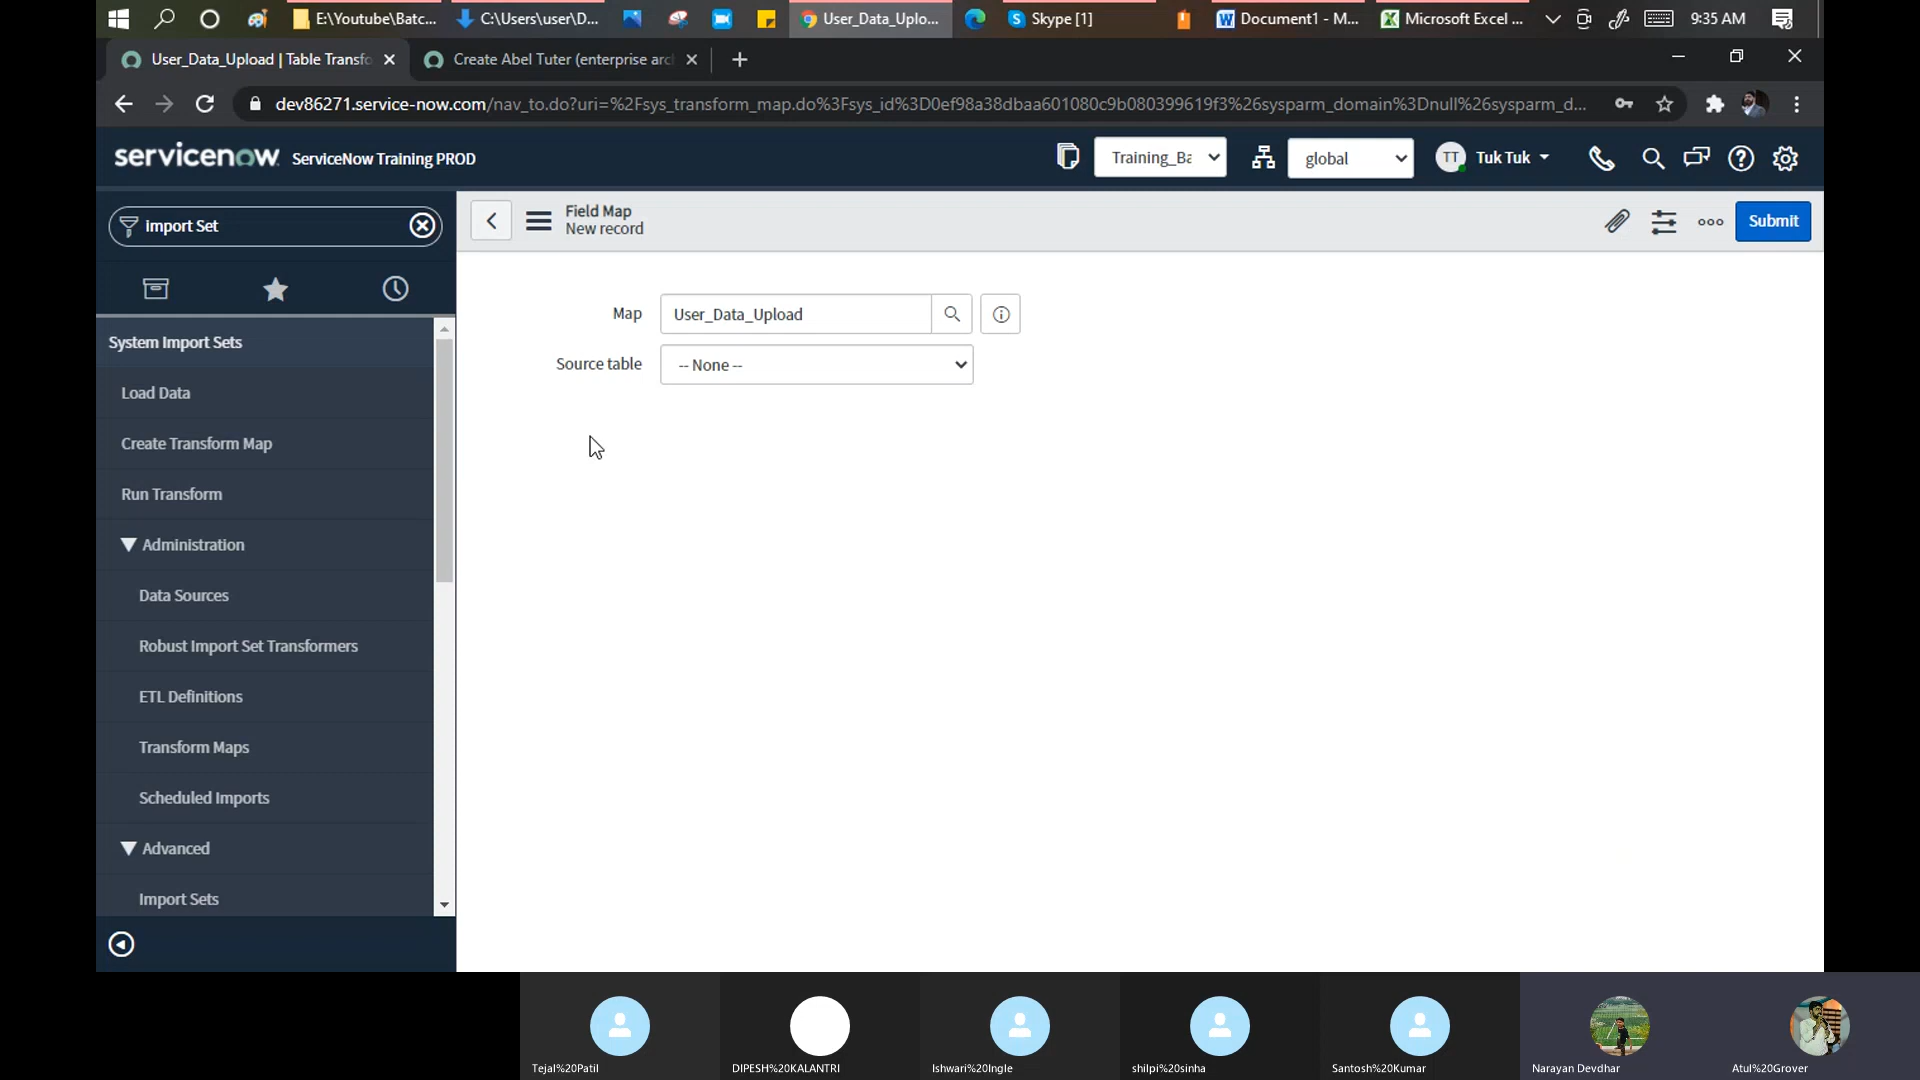 E:\Youtube\Batc...
C:\Users\user\D...
User_Data_Uplo...
Skype [1]
Document1 - M...
Microsoft Excel ...
9:35 AM
User_Data_Upload | Table Transfo
Create Abel Tuter (enterprise arc
dev86271.service-now.com/nav_to.do?uri=%2Fsys_transform_map.do%3Fsys_id%3D0ef98a38dbaa601080c9b080399619f3%26sysparm_domain%3Dnull%26sysparm_d...
servicenow
ServiceNow Training PROD
Training_Ba
global
TT
Tuk Tuk
Import Set
Field Map
New record
Submit
Map
User_Data_Upload
Source table
-- None --
System Import Sets
Load Data
Create Transform Map
Run Transform
Administration
Data Sources
Robust Import Set Transformers
ETL Definitions
Transform Maps
Scheduled Imports
Advanced
Import Sets
Tejal%20Patil
DIPESH%20KALANTRI
Ishwari%20Ingle
shilpi%20sinha
Santosh%20Kumar
Narayan Devdhar
Atul%20Grover